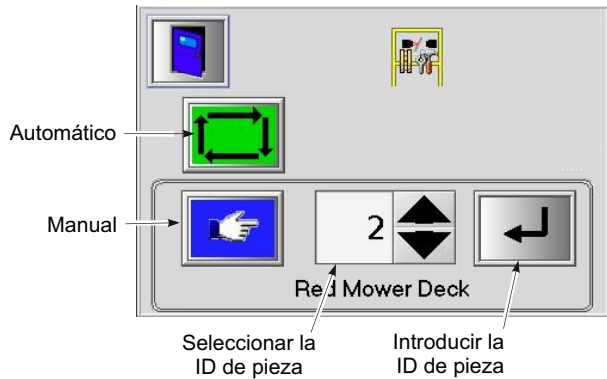 Automático
Manual
2
Red Mower Deck
Seleccionar la
ID de pieza
Introducir la
ID de pieza